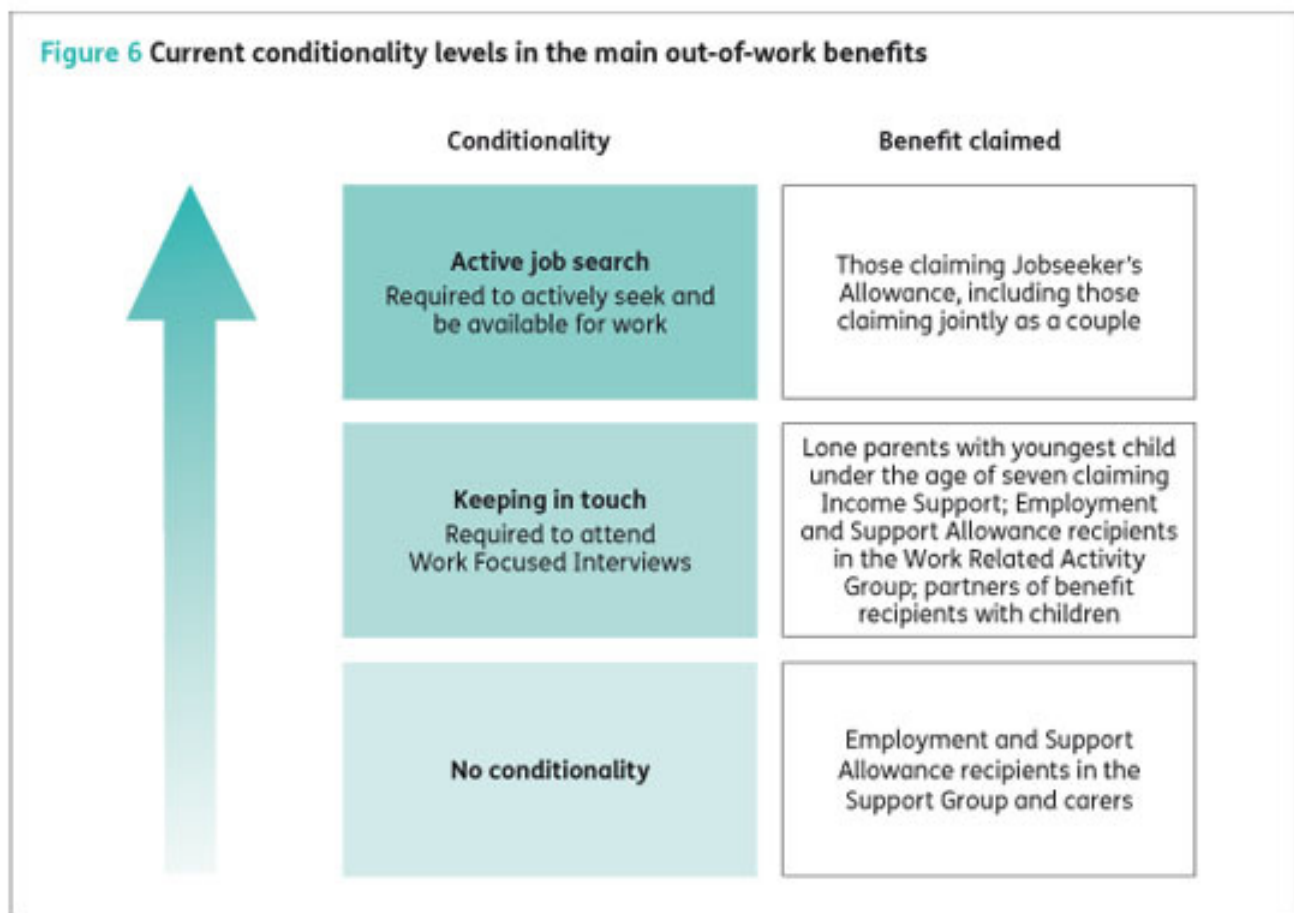 Figure 6 Current conditionality levels in the main out-of-work benefits
Conditionality
Benefit claimed
Active job search
Required to actively seek and
be available for work
Those claiming Jobseeker's
Allowance, including those
claiming jointly as a couple
Keeping in touch
Required to attend
Work Focused Interviews
Lone parents with youngest child
under the age of seven claiming
Income Support; Employment
and Support Allowance recipients
in the Work Related Activity
Group; partners of benefit
recipients with children
No conditionality
Employment and Support
Allowance recipients in the
Support Group and carers